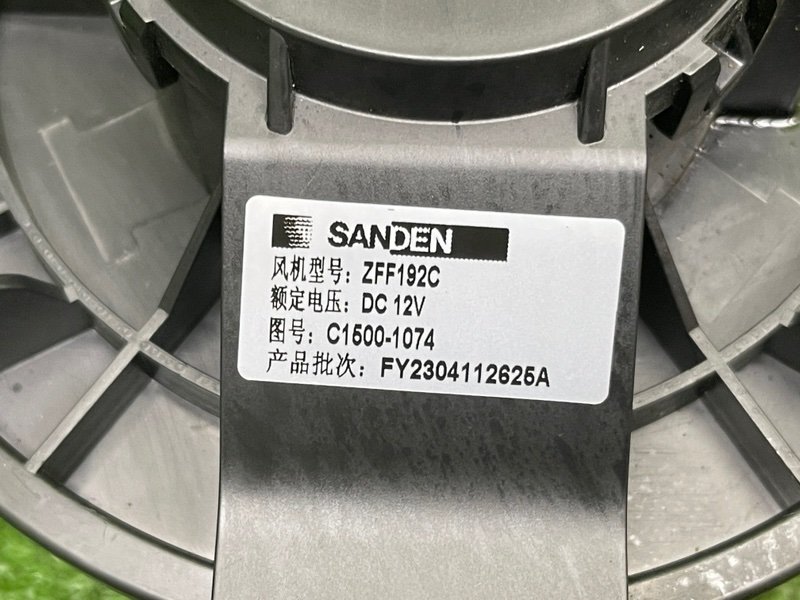 SANDEN
风机型号：ZFF192C
额定电压：DC 12V
图号：C1500-1074
产品批次：FY2304112625A